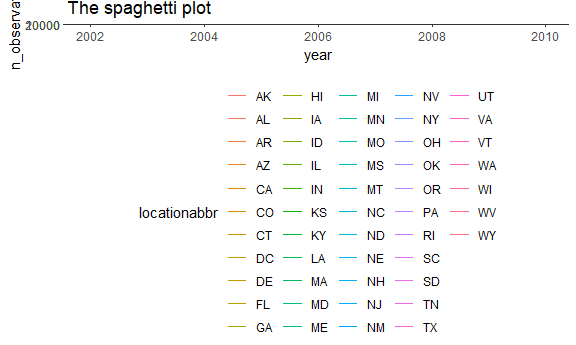 The spaghetti plot
n_observa
2002 2004 2006 2008 2010
year
AK HI MI NV UT
AL IA MN NY VA
AR ID MO OH VT
AZ IL MS OK WA
CA IN MT OR WI
locationabbr CO KS NC PA WV
CT KY ND RI WY
DC LA NE SC
DE MA NH SD
FL MD NJ TN
GA ME NM TX